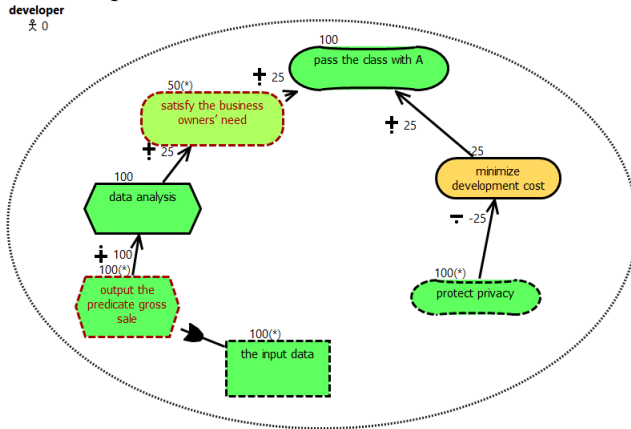 developer
0
100
pass the class with A
25
50(*)
satisfy the business
owners' need
25
25
-25
minimize
development cost
100
data analysis
-25
100
100(*)
output the
predicate gross
sale
100(*)
protect privacy
100(*)
the input data